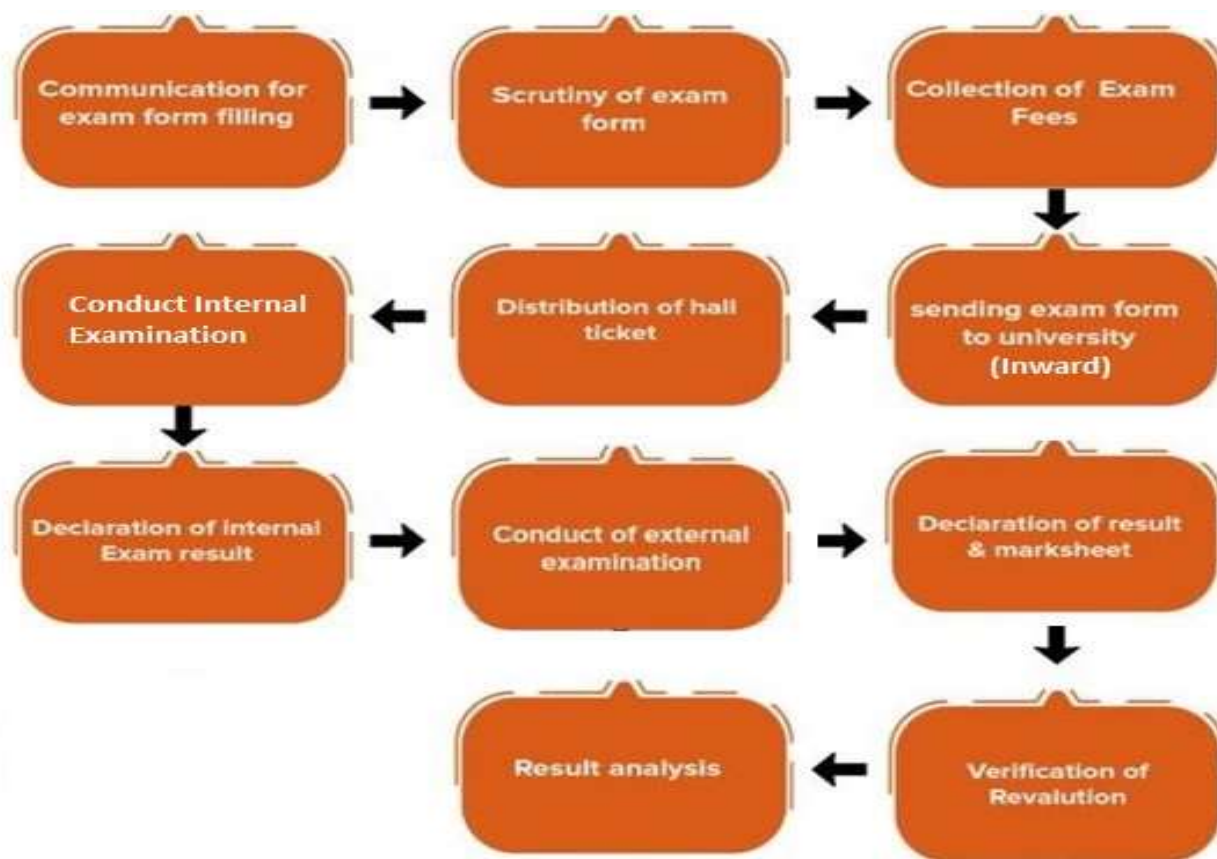 Communication for
exam form filling
Scrutiny of exam
form
Collection of Exam
Fees
sending exam form
to university
(Inward)
Distribution of hall
ticket
Conduct Internal
Examination
Declaration of internal
Exam result
Conduct of external
examination
Declaration of result
& marksheet
Verification of
Revalution
Result analysis